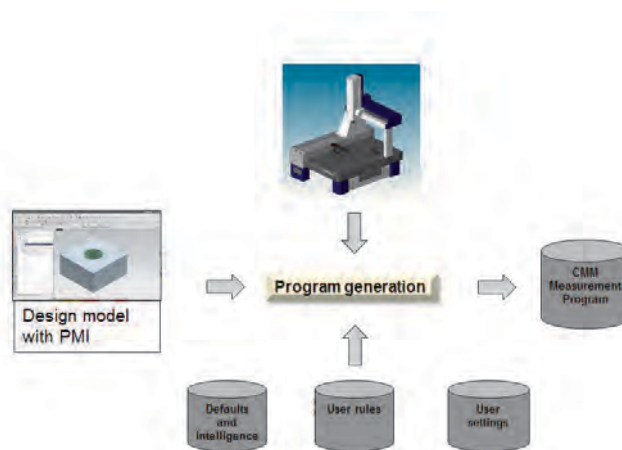 Program generation
CMM
Measurement
Program
Design model
with PMI
Defaults
and
intelligence
User rules
User
settings